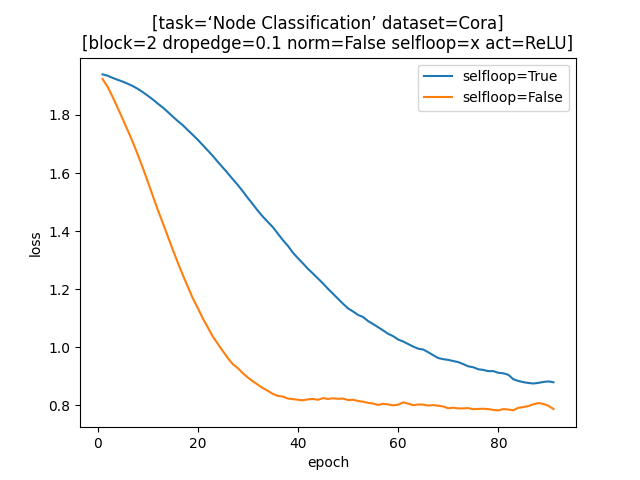 [task=‘Node Classification’ dataset=Cora]
[block=2 dropedge=0.1 norm=False selfloop=x act=ReLU]
selfloop=True
selfloop=False
1.8
1.6
1.4
1.2
1.0
0.8
loss
0
20
40
60
80
epoch